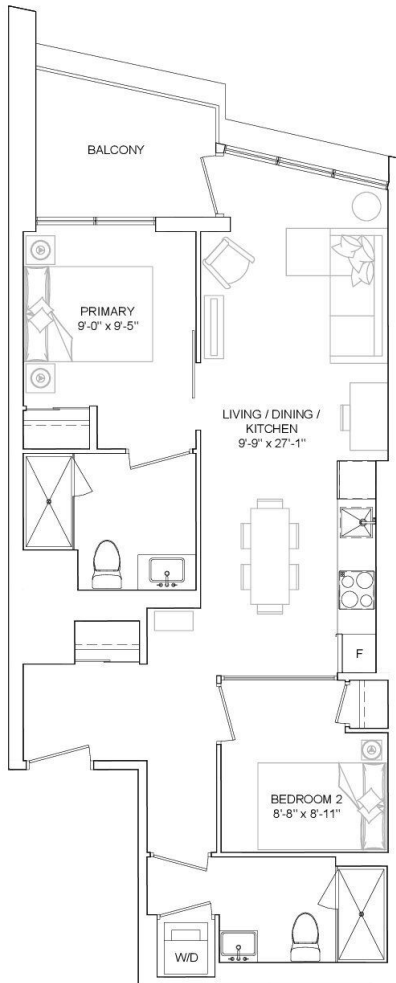 BALCONY
PRIMARY
9'-0" x 9'-5"
LIVING / DINING /
KITCHEN
9'-9" x 27'-1"
F
BEDROOM 2
8'-8" x 8'-11"
W/D